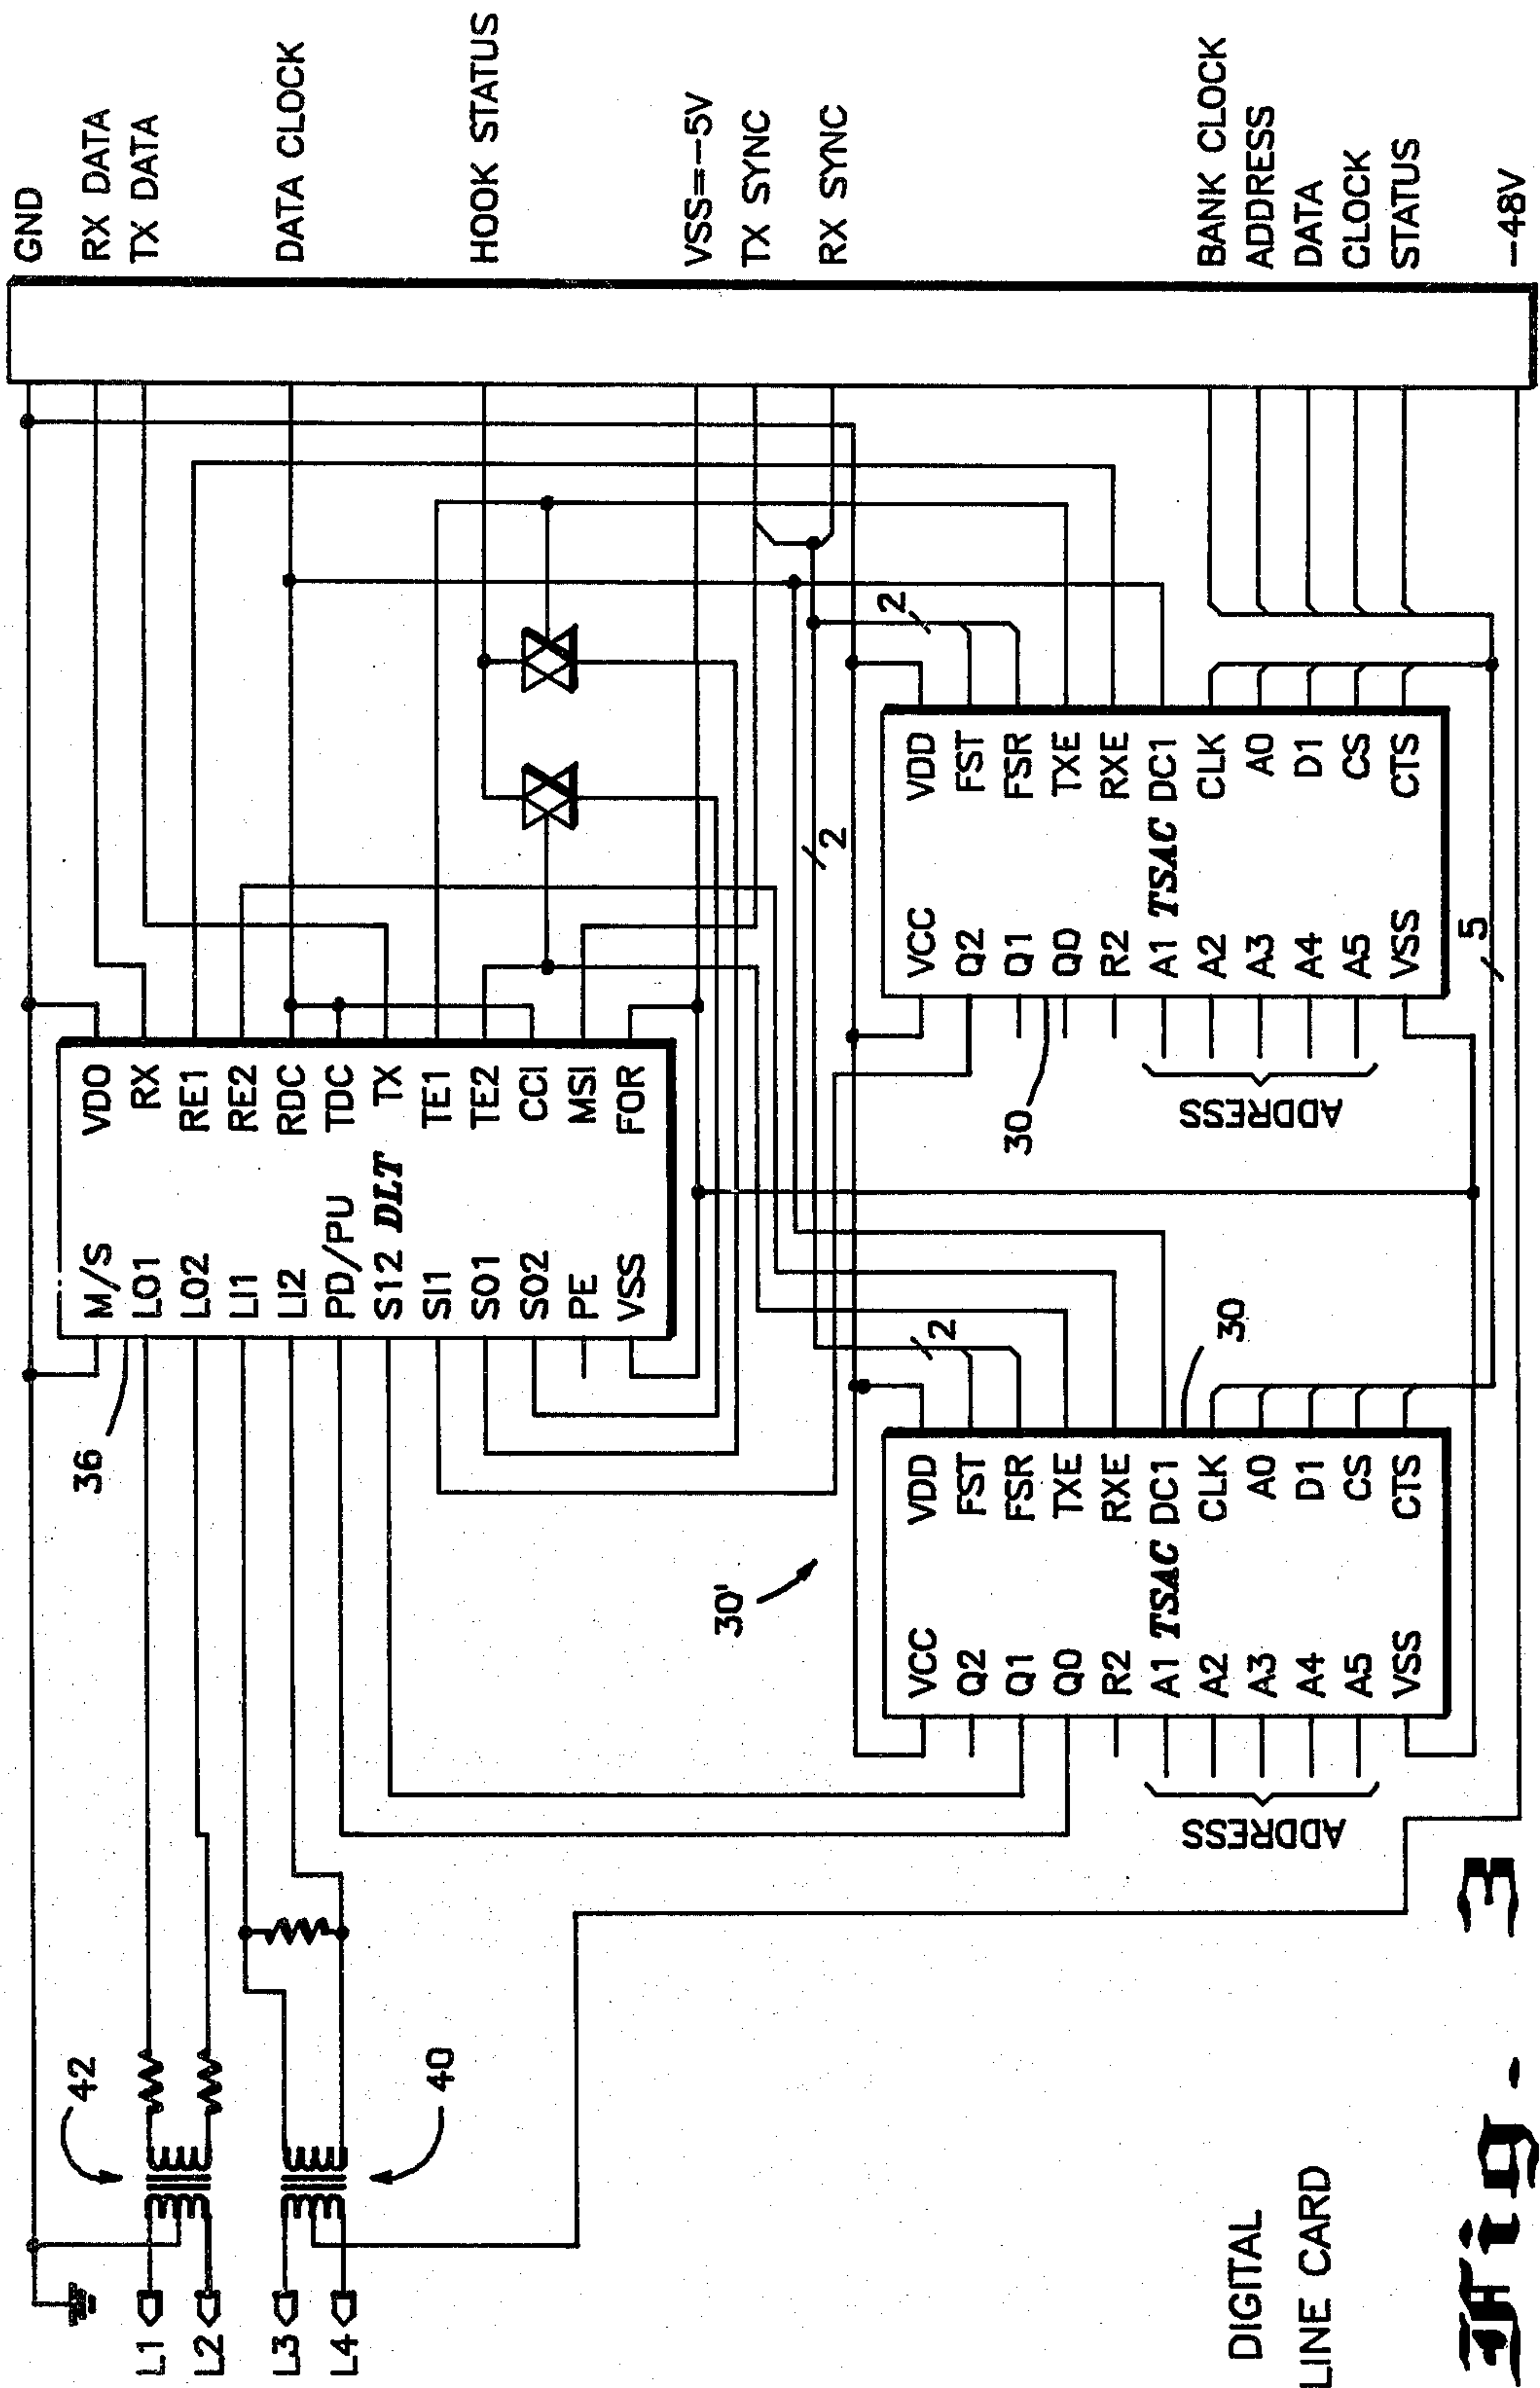 GND
RX DATA
TX DATA
DATA CLOCK
HOOK STATUS
VSS=-5V
TX SYNC
RX SYNC
BANK CLOCK
ADDRESS
DATA
CLOCK
STATUS
-48V
36
M/S
LO1
LO2
LI1
LI2
PD/PU
S12
SI1
SO1
SO2
PE
VSS
DLT
VDO
RX
RE1
RE2
RDC
TDC
TX
TE1
TE2
CCI
MSI
FOR
2
2
2
5
30
VCC
Q2
Q1
Q0
R2
A1
A2
A3
A4
A5
VSS
TSAC
VDD
FST
FSR
TXE
RXE
DC1
CLK
A0
D1
CS
CTS
ADDRESS
30'
30
VCC
Q2
Q1
Q0
R2
A1
A2
A3
A4
A5
VSS
TSAC
VDD
FST
FSR
TXE
RXE
DC1
CLK
A0
D1
CS
CTS
ADDRESS
42
40
L1
L2
L3
L4
DIGITAL
LINE CARD
Fig. 3